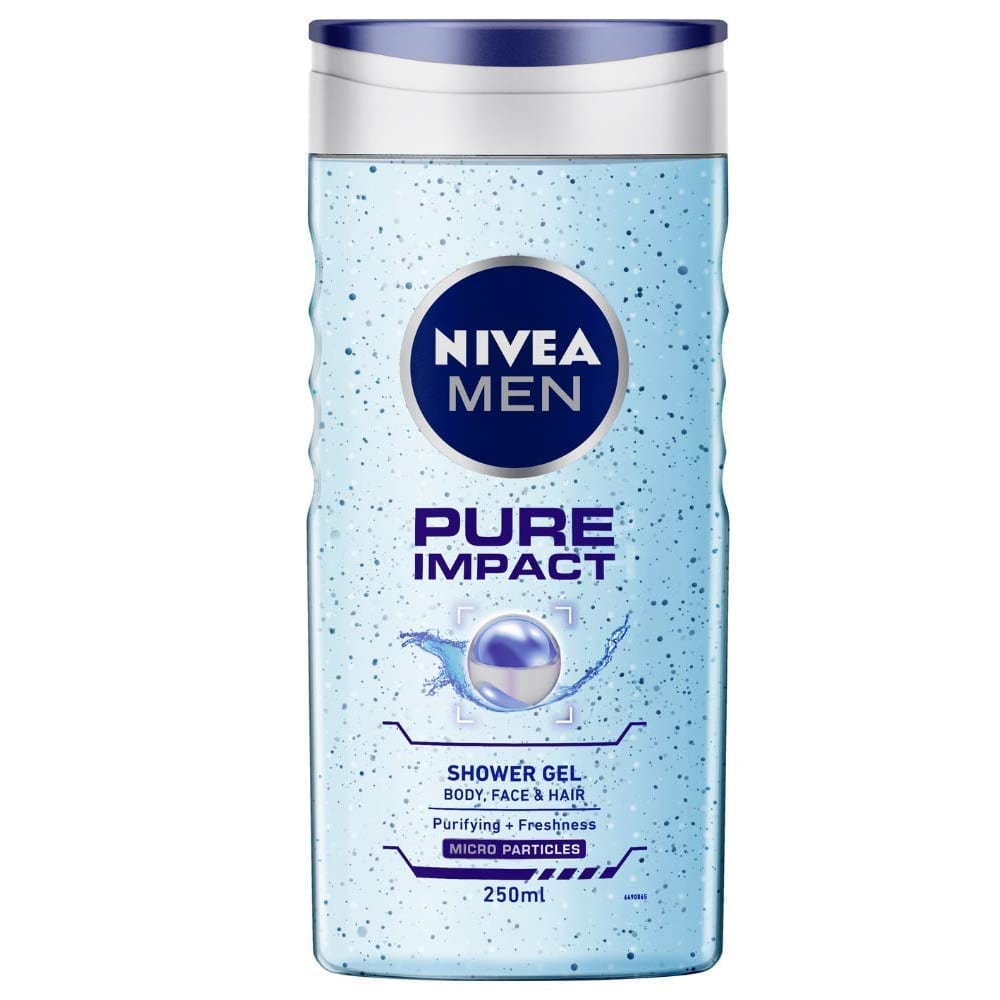 NIVEA
MEN
PURE
IMPACT
SHOWER GEL
BODY, FACE & HAIR
Purifying + Freshness
MICRO PARTICLES
250ml